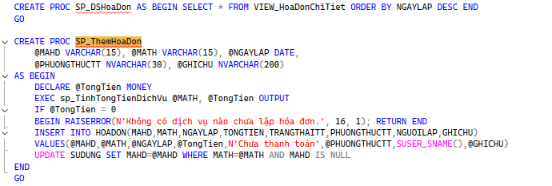 CREATE PROC SP_DSHoaDon AS BEGIN SELECT * FROM VIEW_HoaDonChiTiet ORDER BY NGAYLAP DESC END
GO
CREATE PROC SP_ThemHoaDon
@MAHD VARCHAR(15), @MATH VARCHAR(15), @NGAYLAP DATE,
@PHUONGTHUCTT NVARCHAR(30), @GHICHU NVARCHAR(200)
AS BEGIN
DECLARE @TongTien MONEY
EXEC sp_TinhTongTienDichVu @MATH, @TongTien OUTPUT
IF @TongTien = 0
BEGIN RAISERROR(N'Không có dịch vụ nào chưa lập hóa đơn.', 16, 1); RETURN END
INSERT INTO HOADON(MAHD,MATH,NGAYLAP,TONGTIEN,TRANGTHAITT,PHUONGTHUCTT,NGUOILAP,GHICHU)
VALUES(@MAHD,@MATH,@NGAYLAP,@TongTien,N'Chưa thanh toán',@PHUONGTHUCTT,SUSER_SNAME(),@GHICHU)
UPDATE SUDUNG SET MAHD=@MAHD WHERE MATH=@MATH AND MAHD IS NULL
END
GO